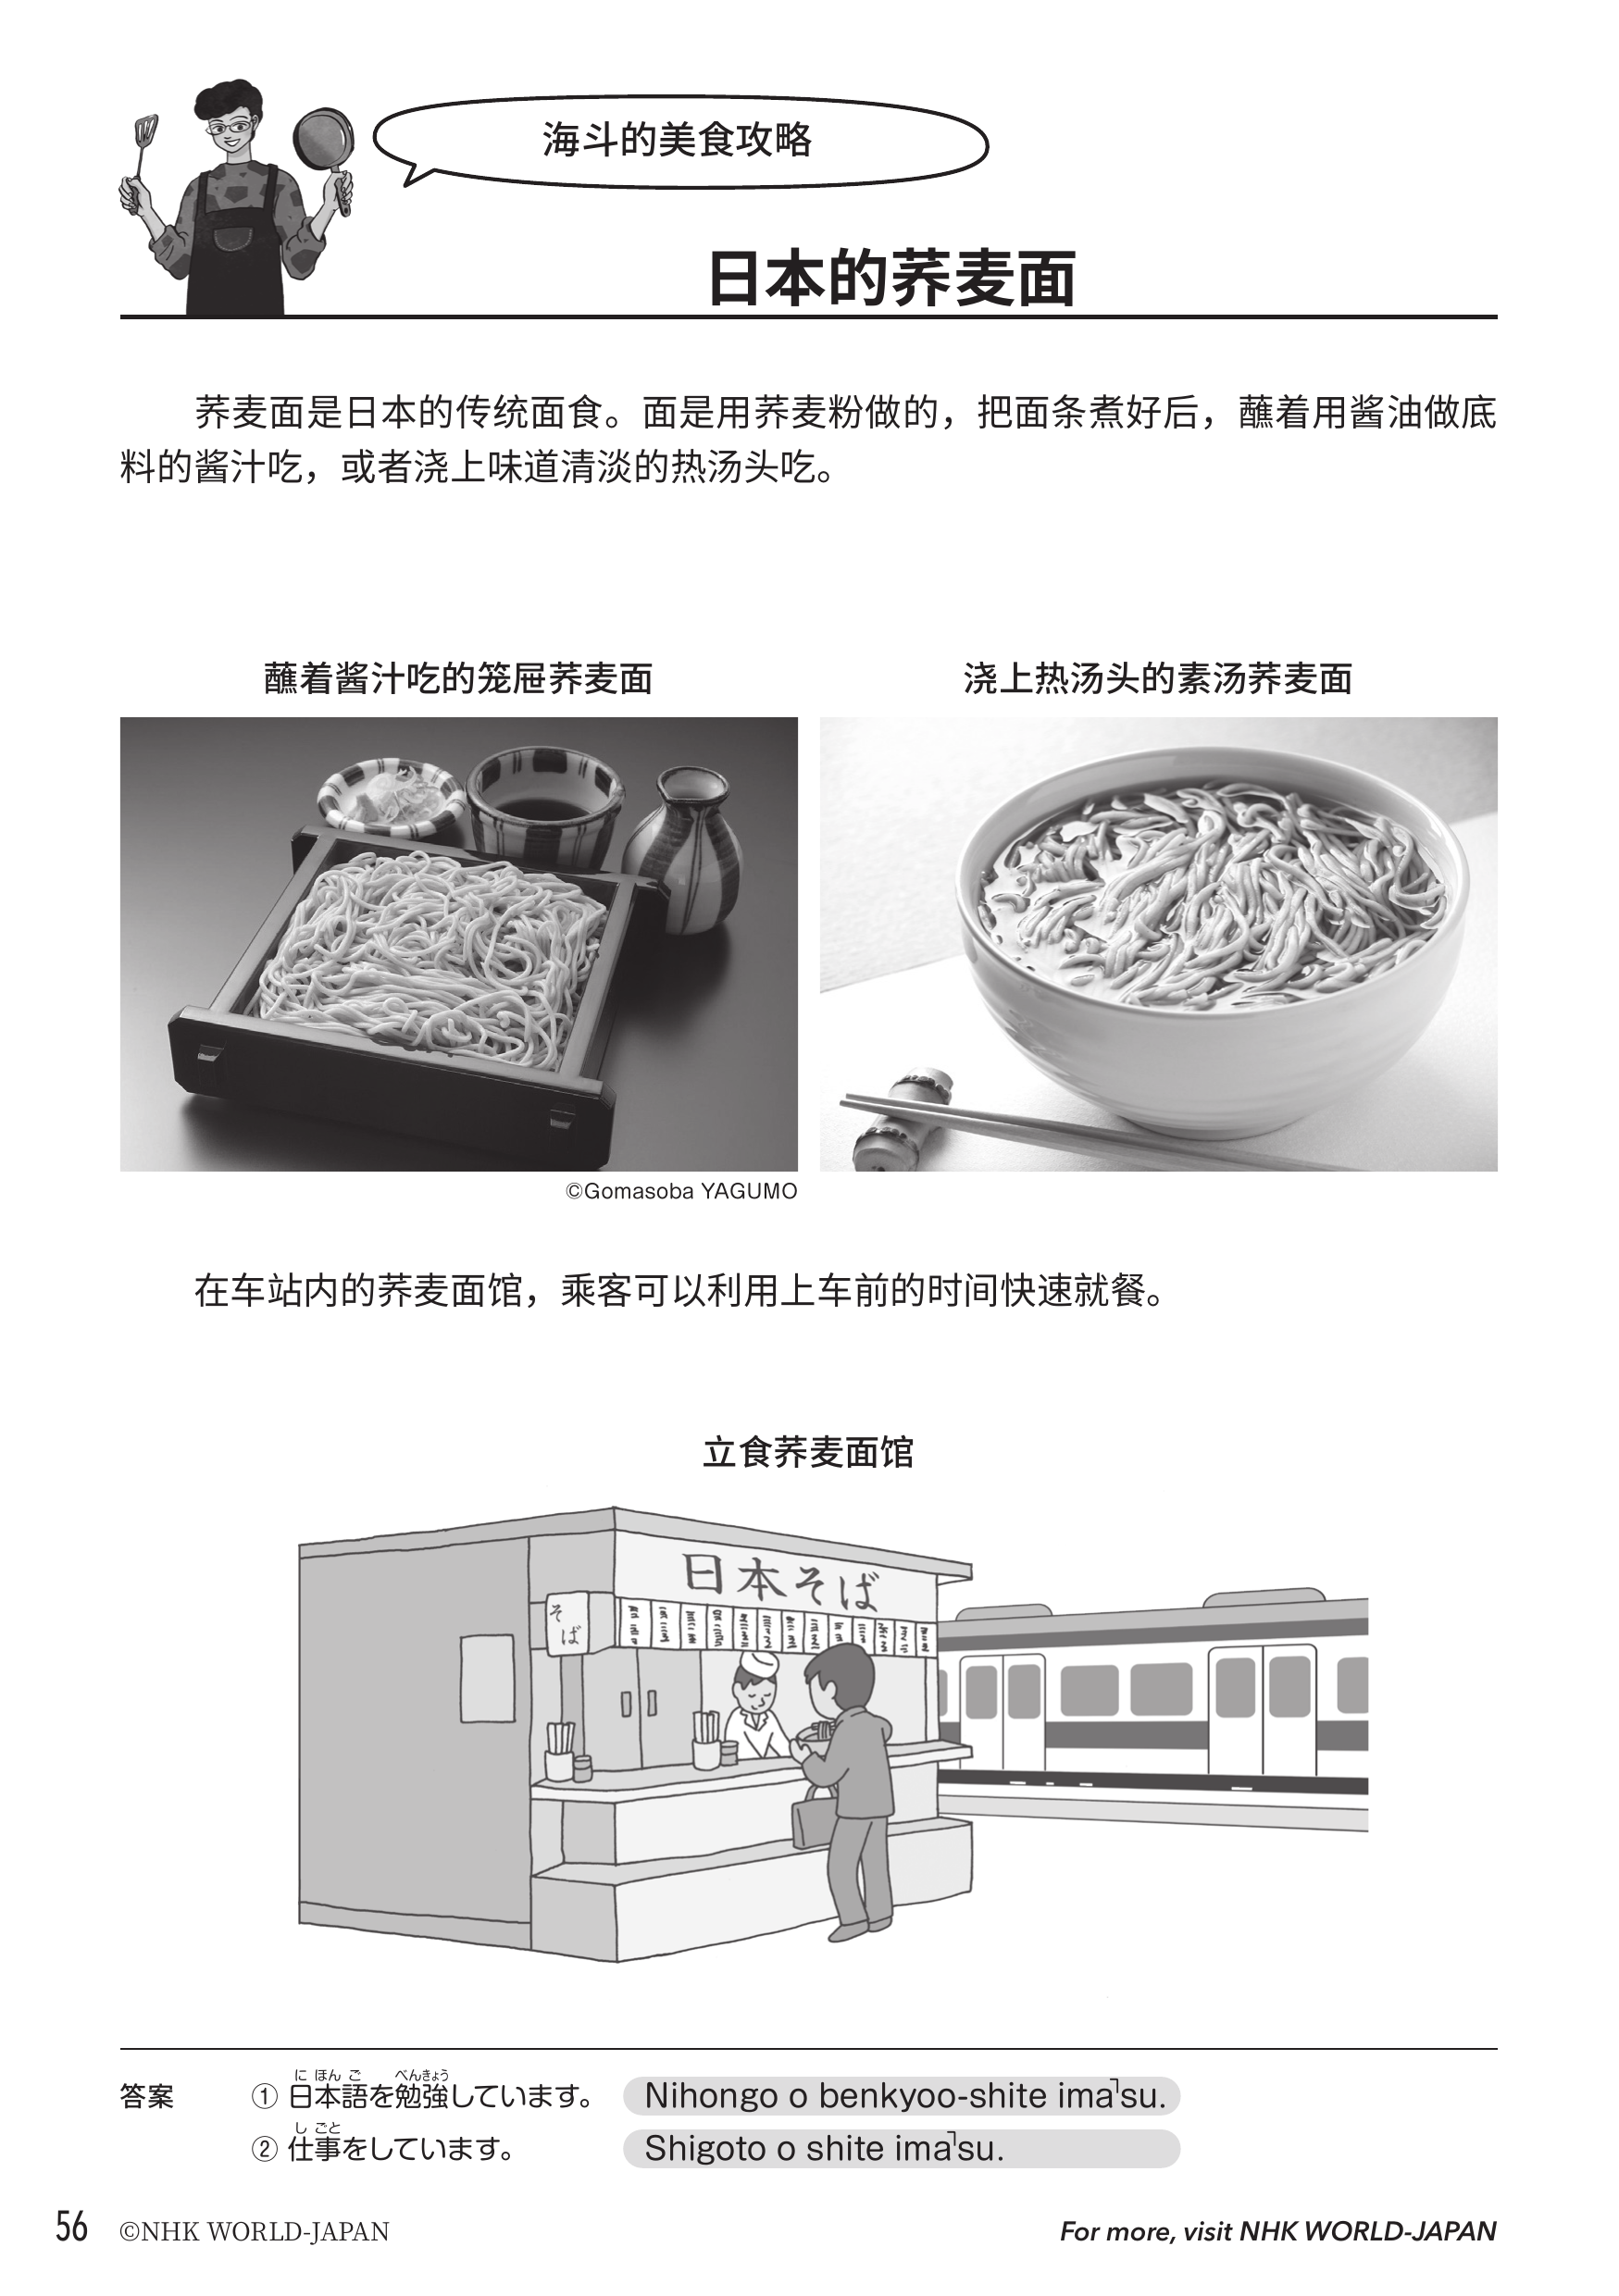 海斗的美食攻略
日本的荞麦面
荞麦面是日本的传统面食。面是用荞麦粉做的，把面条煮好后，蘸着用酱油做底
料的酱汁吃，或者浇上味道清淡的热汤头吃。
蘸着酱汁吃的笼屉荞麦面
浇上热汤头的素汤荞麦面
©Gomasoba YAGUMO
在车站内的荞麦面馆，乘客可以利用上车前的时间快速就餐。
立食荞麦面馆
日本そば
そば
にほんご べんきょう
答案 ① 日本語を勉強しています。 Nihongo o benkyoo-shite ima┐su.
しごと
② 仕事をしています。 Shigoto o shite ima┐su.
56 ©NHK WORLD-JAPAN For more, visit NHK WORLD-JAPAN